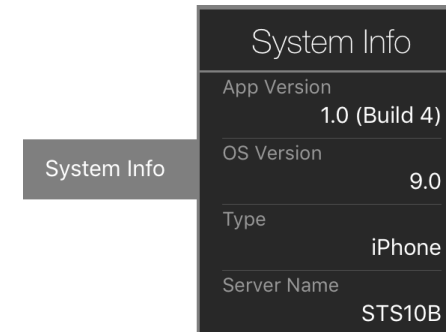 System Info
System Info
App Version
1.0 (Build 4)
OS Version
9.0
Type
iPhone
Server Name
STS10B